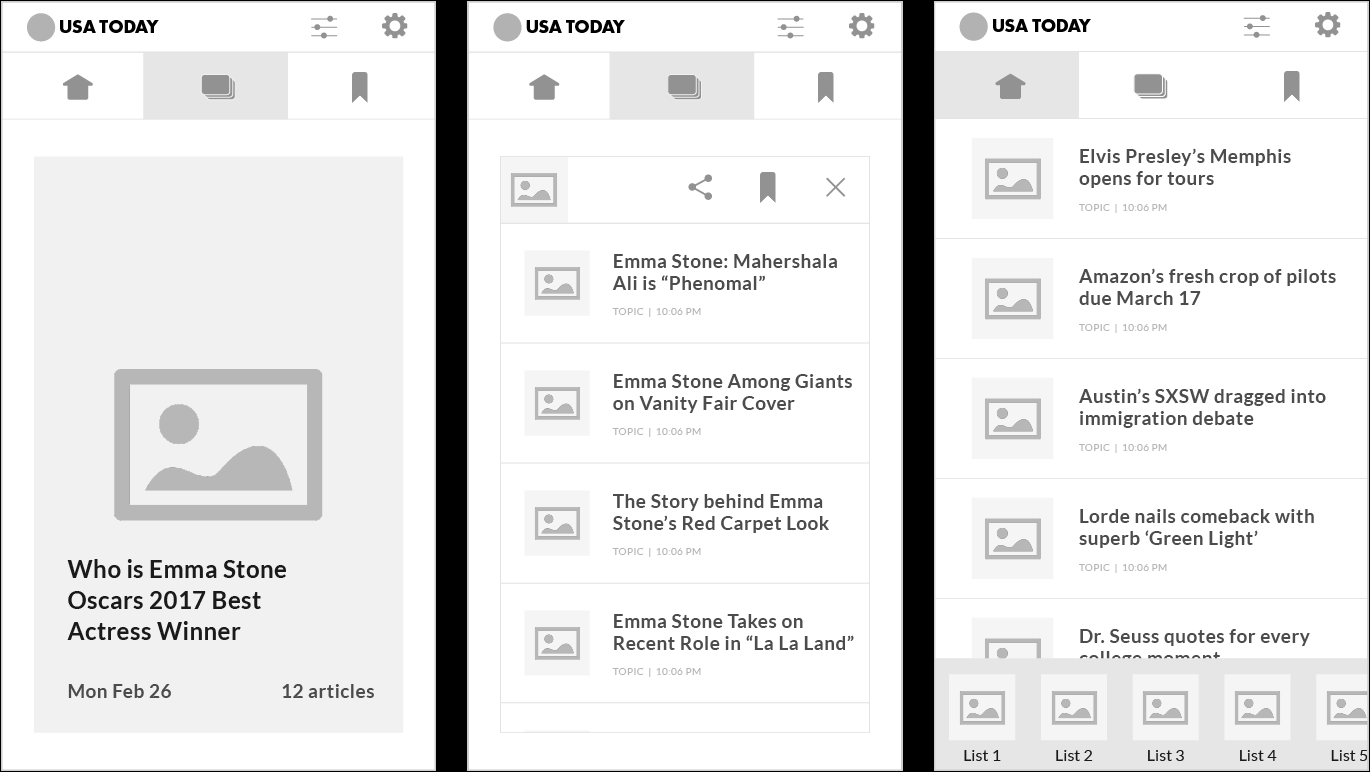 USA TODAY
Who is Emma Stone
Oscars 2017 Best
Actress Winner
Mon Feb 26
12 articles
USA TODAY
Emma Stone: Mahershala
Ali is “Phenomal”
TOPIC | 10:06 PM
Emma Stone Among Giants
on Vanity Fair Cover
TOPIC | 10:06 PM
The Story behind Emma
Stone’s Red Carpet Look
TOPIC | 10:06 PM
Emma Stone Takes on
Recent Role in “La La Land”
TOPIC | 10:06 PM
USA TODAY
Elvis Presley’s Memphis
opens for tours
TOPIC | 10:06 PM
Amazon’s fresh crop of pilots
due March 17
TOPIC | 10:06 PM
Austin’s SXSW dragged into
immigration debate
TOPIC | 10:06 PM
Lorde nails comeback with
superb ‘Green Light’
TOPIC | 10:06 PM
Dr. Seuss quotes for every
college moment
List 1
List 2
List 3
List 4
List 5